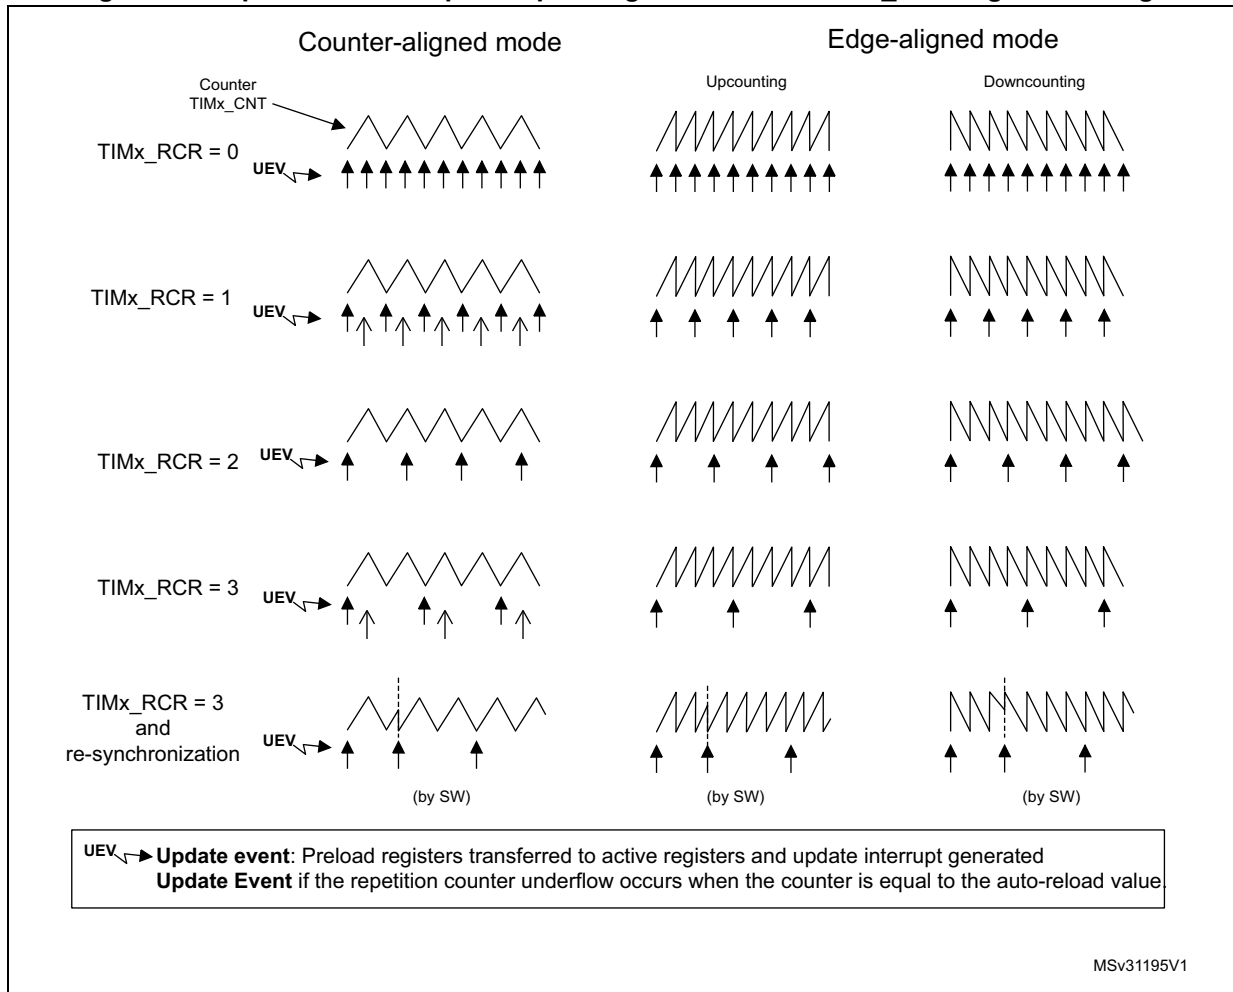 Counter-aligned mode
Edge-aligned mode
Counter
TIMx_CNT
Upcounting
Downcounting
TIMx_RCR = 0
UEV
TIMx_RCR = 1
UEV
TIMx_RCR = 2
UEV
TIMx_RCR = 3
UEV
TIMx_RCR = 3
and
re-synchronization
UEV
(by SW)
(by SW)
(by SW)
UEV Update event: Preload registers transferred to active registers and update interrupt generated
Update Event if the repetition counter underflow occurs when the counter is equal to the auto-reload value.
MSv31195V1